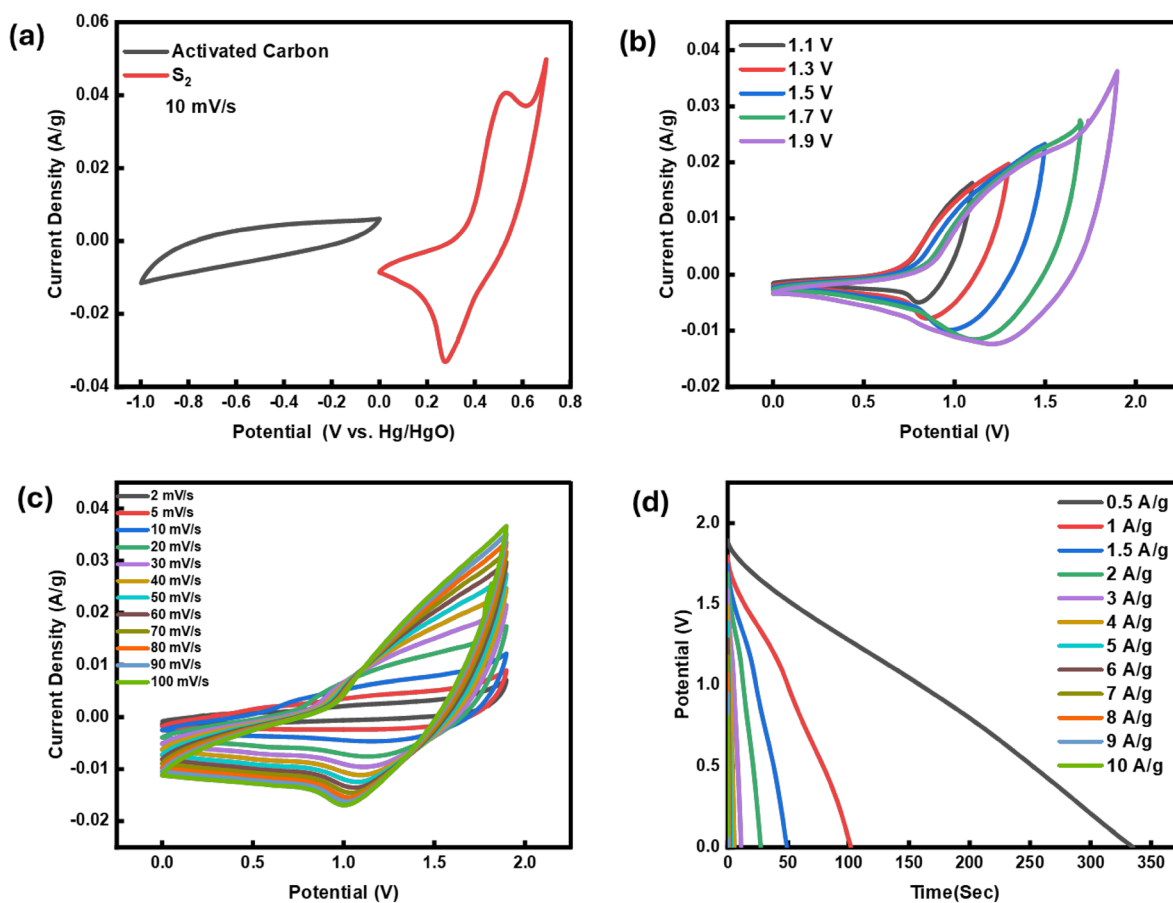 (a)
Activated Carbon
S₂
10 mV/s
0.06
0.04
0.02
0.00
-0.02
-0.04
Current Density (A/g)
-1.0 -0.8 -0.6 -0.4 -0.2 0.0 0.2 0.4 0.6 0.8
Potential (V vs. Hg/HgO)
(b)
1.1 V
1.3 V
1.5 V
1.7 V
1.9 V
0.04
0.03
0.02
0.01
0.00
-0.01
-0.02
Current Density (A/g)
0.0 0.5 1.0 1.5 2.0
Potential (V)
(c)
2 mV/s
5 mV/s
10 mV/s
20 mV/s
30 mV/s
40 mV/s
50 mV/s
60 mV/s
70 mV/s
80 mV/s
90 mV/s
100 mV/s
0.04
0.03
0.02
0.01
0.00
-0.01
-0.02
Current Density (A/g)
0.0 0.5 1.0 1.5 2.0
Potential (V)
(d)
0.5 A/g
1 A/g
1.5 A/g
2 A/g
3 A/g
4 A/g
5 A/g
6 A/g
7 A/g
8 A/g
9 A/g
10 A/g
2.0
1.5
1.0
0.5
0.0
Potential (V)
0 50 100 150 200 250 300 350
Time(Sec)